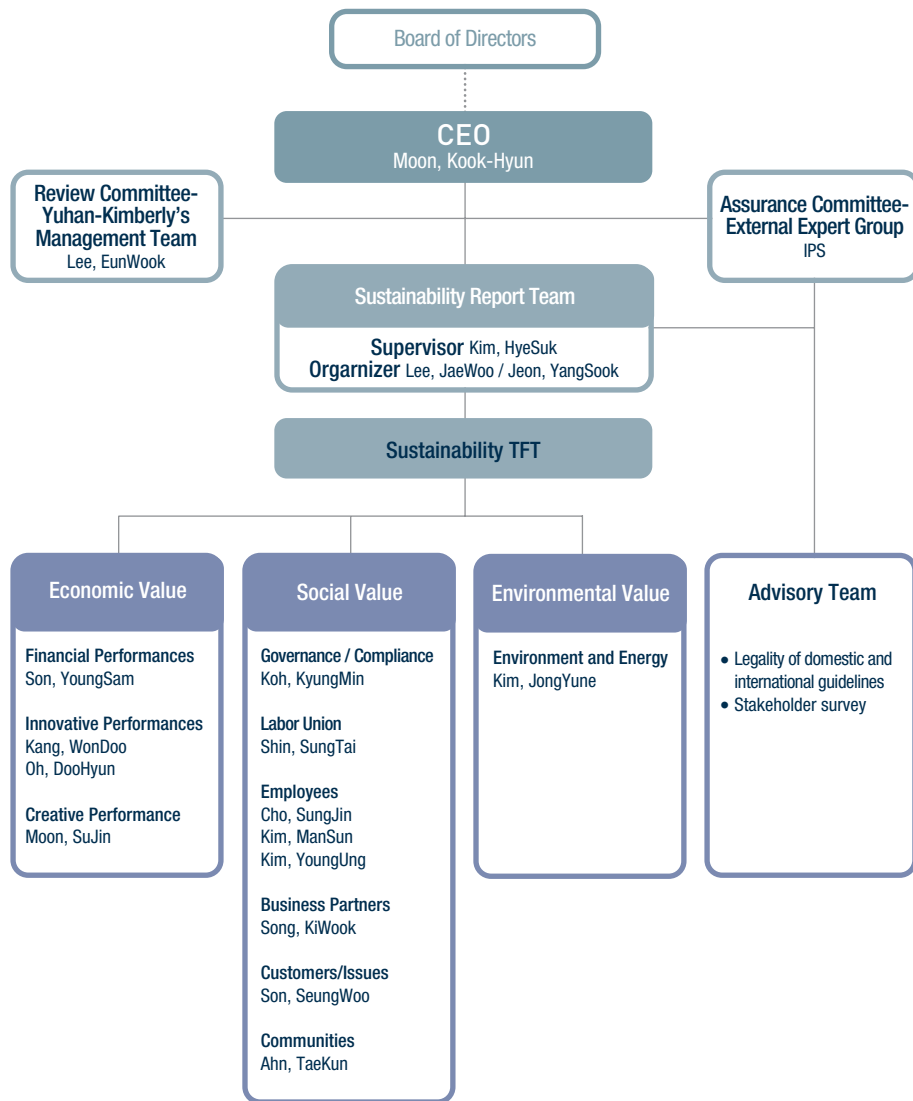 Board of Directors
CEO
Moon, Kook-Hyun
Review Committee-
Yuhan-Kimberly's
Management Team
Lee, EunWook
Assurance Committee-
External Expert Group
IPS
Sustainability Report Team
Supervisor Kim, HyeSuk
Orgarnizer Lee, JaeWoo / Jeon, YangSook
Sustainability TFT
Economic Value
Financial Performances
Son, YoungSam
Innovative Performances
Kang, WonDoo
Oh, DooHyun
Creative Performance
Moon, SuJin
Social Value
Governance / Compliance
Koh, KyungMin
Labor Union
Shin, SungTai
Employees
Cho, SungJin
Kim, ManSun
Kim, YoungUng
Business Partners
Song, KiWook
Customers/Issues
Son, SeungWoo
Communities
Ahn, TaeKun
Environmental Value
Environment and Energy
Kim, JongYune
Advisory Team
• Legality of domestic and
international guidelines
• Stakeholder survey